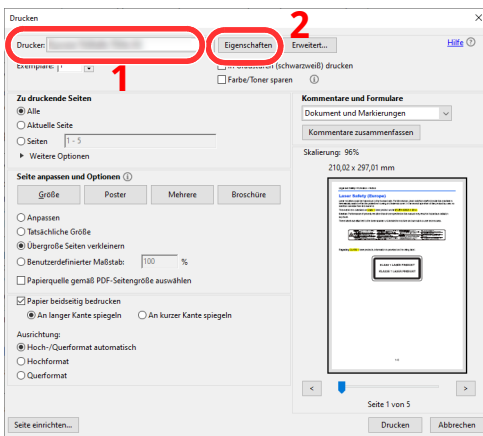 Drucken
2
Drucker:
Eigenschaften
Erweitert...
Hilfe
1
Exemplare:
In Graustufen (schwarzweiß) drucken
Farbe/Toner sparen
Zu druckende Seiten
Alle
Aktuelle Seite
Seiten
1 - 5
Weitere Optionen
Seite anpassen und Optionen
Größe
Poster
Mehrere
Broschüre
Anpassen
Tatsächliche Größe
Übergroße Seiten verkleinern
Benutzerdefinierter Maßstab:
100
%
Papierquelle gemäß PDF-Seitengröße auswählen
Papier beidseitig bedrucken
An langer Kante spiegeln
An kurzer Kante spiegeln
Ausrichtung:
Hoch-/Querformat automatisch
Hochformat
Querformat
Kommentare und Formulare
Dokument und Markierungen
Kommentare zusammenfassen
Skalierung: 96%
210,02 x 297,01 mm
Laser Safety (Europe)
CLASS 1 LASER PRODUCT
<
>
Seite 1 von 5
Seite einrichten...
Drucken
Abbrechen